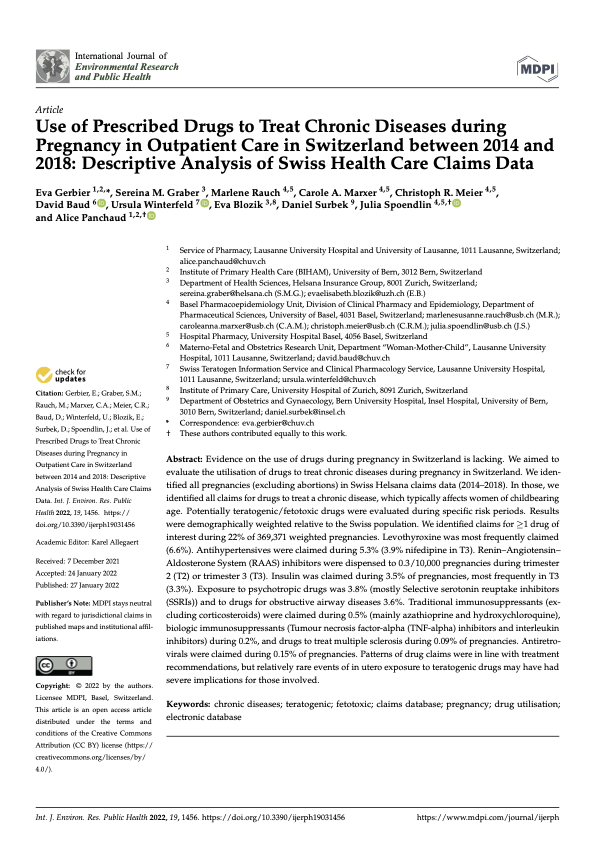 International Journal of
Environmental Research
and Public Health
MDPI
Article
Use of Prescribed Drugs to Treat Chronic Diseases during
Pregnancy in Outpatient Care in Switzerland between 2014 and
2018: Descriptive Analysis of Swiss Health Care Claims Data
Eva Gerbier 1,2,*, Sereina M. Graber 3, Marlene Rauch 4,5, Carole A. Marxer 4,5, Christoph R. Meier 4,5,
David Baud 6, Ursula Winterfeld 7, Eva Blozik 3,8, Daniel Surbek 9, Julia Spoendlin 4,5,†
and Alice Panchaud 1,2,†
1 Service of Pharmacy, Lausanne University Hospital and University of Lausanne, 1011 Lausanne, Switzerland;
alice.panchaud@chuv.ch
2 Institute of Primary Health Care (BIHAM), University of Bern, 3012 Bern, Switzerland
3 Department of Health Sciences, Helsana Insurance Group, 8001 Zurich, Switzerland;
sereina.graber@helsana.ch (S.M.G.); evaelisabeth.blozik@uzh.ch (E.B.)
4 Basel Pharmacoepidemiology Unit, Division of Clinical Pharmacy and Epidemiology, Department of
Pharmaceutical Sciences, University of Basel, 4031 Basel, Switzerland; marlenesusanne.rauch@usb.ch (M.R.);
caroleanna.marxer@usb.ch (C.A.M.); christoph.meier@usb.ch (C.R.M.); julia.spoendlin@usb.ch (J.S.)
5 Hospital Pharmacy, University Hospital Basel, 4056 Basel, Switzerland
6 Materno-Fetal and Obstetrics Research Unit, Department “Woman-Mother-Child”, Lausanne University
Hospital, 1011 Lausanne, Switzerland; david.baud@chuv.ch
7 Swiss Teratogen Information Service and Clinical Pharmacology Service, Lausanne University Hospital,
1011 Lausanne, Switzerland; ursula.winterfeld@chuv.ch
8 Institute of Primary Care, University Hospital of Zurich, 8091 Zurich, Switzerland
9 Department of Obstetrics and Gynaecology, Bern University Hospital, Insel Hospital, University of Bern,
3010 Bern, Switzerland; daniel.surbek@insel.ch
* Correspondence: eva.gerbier@chuv.ch
† These authors contributed equally to this work.
check for
updates
Citation: Gerbier, E.; Graber, S.M.;
Rauch, M.; Marxer, C.A.; Meier, C.R.;
Baud, D.; Winterfeld, U.; Blozik, E.;
Surbek, D.; Spoendlin, J.; et al. Use of
Prescribed Drugs to Treat Chronic
Diseases during Pregnancy in
Outpatient Care in Switzerland
between 2014 and 2018: Descriptive
Analysis of Swiss Health Care Claims
Data. Int. J. Environ. Res. Public
Health 2022, 19, 1456. https://
doi.org/10.3390/ijerph19031456
Academic Editor: Karel Allegaert
Received: 7 December 2021
Accepted: 24 January 2022
Published: 27 January 2022
Publisher’s Note: MDPI stays neutral
with regard to jurisdictional claims in
published maps and institutional affil-
iations.
CC BY
Copyright: © 2022 by the authors.
Licensee MDPI, Basel, Switzerland.
This article is an open access article
distributed under the terms and
conditions of the Creative Commons
Attribution (CC BY) license (https://
creativecommons.org/licenses/by/
4.0/).
Abstract: Evidence on the use of drugs during pregnancy in Switzerland is lacking. We aimed to
evaluate the utilisation of drugs to treat chronic diseases during pregnancy in Switzerland. We iden-
tified all pregnancies (excluding abortions) in Swiss Helsana claims data (2014–2018). In those, we
identified all claims for drugs to treat a chronic disease, which typically affects women of childbearing
age. Potentially teratogenic/fetotoxic drugs were evaluated during specific risk periods. Results
were demographically weighted relative to the Swiss population. We identified claims for ≥1 drug of
interest during 22% of 369,371 weighted pregnancies. Levothyroxine was most frequently claimed
(6.6%). Antihypertensives were claimed during 5.3% (3.9% nifedipine in T3). Renin–Angiotensin–
Aldosterone System (RAAS) inhibitors were dispensed to 0.3/10,000 pregnancies during trimester
2 (T2) or trimester 3 (T3). Insulin was claimed during 3.5% of pregnancies, most frequently in T3
(3.3%). Exposure to psychotropic drugs was 3.8% (mostly Selective serotonin reuptake inhibitors
(SSRIs)) and to drugs for obstructive airway diseases 3.6%. Traditional immunosuppressants (ex-
cluding corticosteroids) were claimed during 0.5% (mainly azathioprine and hydroxychloroquine),
biologic immunosuppressants (Tumour necrosis factor-alpha (TNF-alpha) inhibitors and interleukin
inhibitors) during 0.2%, and drugs to treat multiple sclerosis during 0.09% of pregnancies. Antiretro-
virals were claimed during 0.15% of pregnancies. Patterns of drug claims were in line with treatment
recommendations, but relatively rare events of in utero exposure to teratogenic drugs may have had
severe implications for those involved.
Keywords: chronic diseases; teratogenic; fetotoxic; claims database; pregnancy; drug utilisation;
electronic database
Int. J. Environ. Res. Public Health 2022, 19, 1456. https://doi.org/10.3390/ijerph19031456
https://www.mdpi.com/journal/ijerph